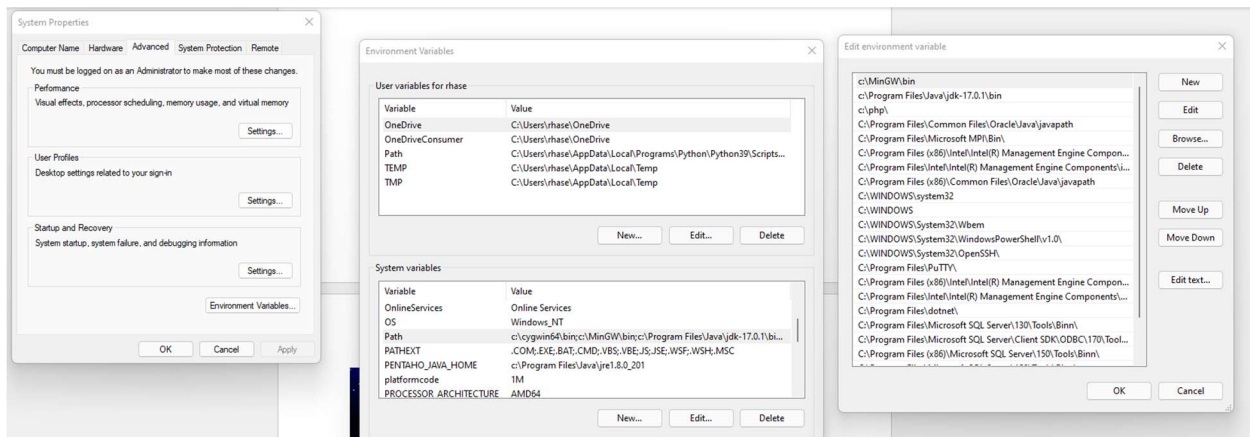 System Properties
Computer Name Hardware Advanced System Protection Remote
You must be logged on as an Administrator to make most of these changes.
Performance
Visual effects, processor scheduling, memory usage, and virtual memory
Settings...
User Profiles
Desktop settings related to your sign-in
Settings...
Startup and Recovery
System startup, system failure, and debugging information
Settings...
Environment Variables...
OK Cancel Apply
Environment Variables
User variables for rhase
Variable Value
OneDrive C:\Users\rhase\OneDrive
OneDriveConsumer C:\Users\rhase\OneDrive
Path C:\Users\rhase\AppData\Local\Programs\Python\Python39\Scripts...
TEMP C:\Users\rhase\AppData\Local\Temp
TMP C:\Users\rhase\AppData\Local\Temp
New... Edit... Delete
System variables
Variable Value
OnlineServices Online Services
OS Windows_NT
Path c:\cygwin64\bin;c:\MinGW\bin;c:\Program Files\Java\jdk-17.0.1\bi...
PATHEXT .COM;.EXE;.BAT;.CMD;.VBS;.VBE;.JS;.JSE;.WSF;.WSH;.MSC
PENTAHO_JAVA_HOME c:\Program Files\Java\jre1.8.0_201
platformcode 1M
PROCESSOR_ARCHITECTURE AMD64
New... Edit... Delete
Edit environment variable
c:\MinGW\bin
c:\Program Files\Java\jdk-17.0.1\bin
c:\php\
C:\Program Files\Common Files\Oracle\Java\javapath
C:\Program Files\Microsoft MPI\Bin\
C:\Program Files (x86)\Intel\Intel(R) Management Engine Compon...
C:\Program Files\Intel\Intel(R) Management Engine Components\i...
C:\Program Files (x86)\Common Files\Oracle\Java\javapath
C:\WINDOWS\system32
C:\WINDOWS
C:\WINDOWS\System32\Wbem
C:\WINDOWS\System32\WindowsPowerShell\v1.0\
C:\WINDOWS\System32\OpenSSH\
C:\Program Files\PuTTY\
C:\Program Files (x86)\Intel\Intel(R) Management Engine Compon...
C:\Program Files\Intel\Intel(R) Management Engine Components\...
C:\Program Files\dotnet\
C:\Program Files\Microsoft SQL Server\130\Tools\Binn\
C:\Program Files\Microsoft SQL Server\Client SDK\ODBC\170\Tool...
C:\Program Files (x86)\Microsoft SQL Server\150\Tools\Binn\
New
Edit
Browse...
Delete
Move Up
Move Down
Edit text...
OK Cancel